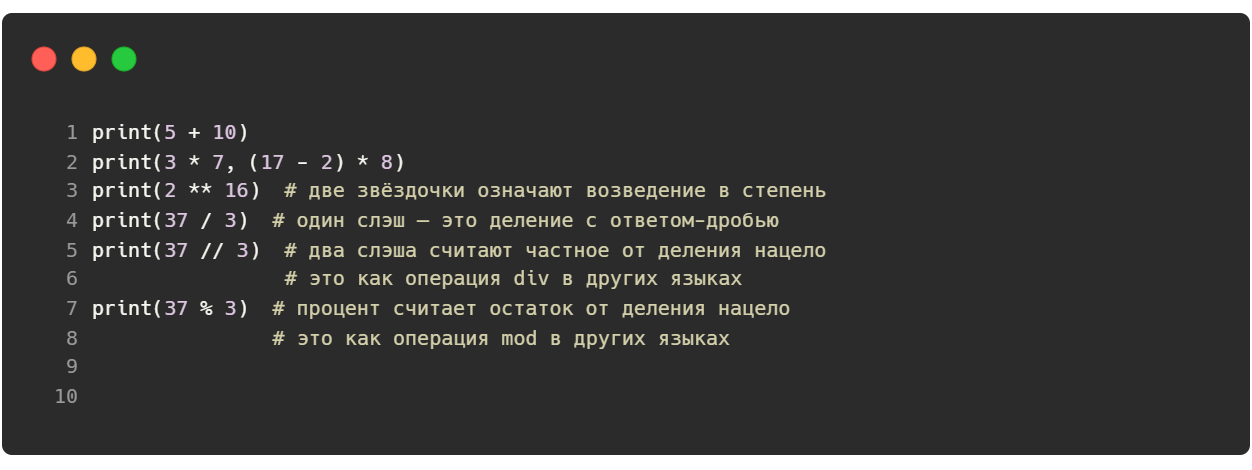 1 print(5 + 10)
2 print(3 * 7, (17 - 2) * 8)
3 print(2 ** 16)  # две звёздочки означают возведение в степень
4 print(37 / 3)  # один слэш — это деление с ответом-дробью
5 print(37 // 3)  # два слэша считают частное от деления нацело
6                 # это как операция div в других языках
7 print(37 % 3)  # процент считает остаток от деления нацело
8                # это как операция mod в других языках
9
10